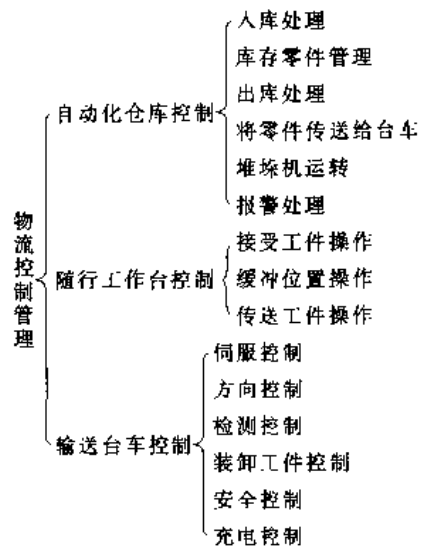 物流控制管理
自动化仓库控制
入库处理
库存零件管理
出库处理
将零件传送给台车
堆垛机运转
报警处理
随行工作台控制
接受工件操作
缓冲位置操作
传送工件操作
输送台车控制
伺服控制
方向控制
检测控制
装卸工件控制
安全控制
充电控制